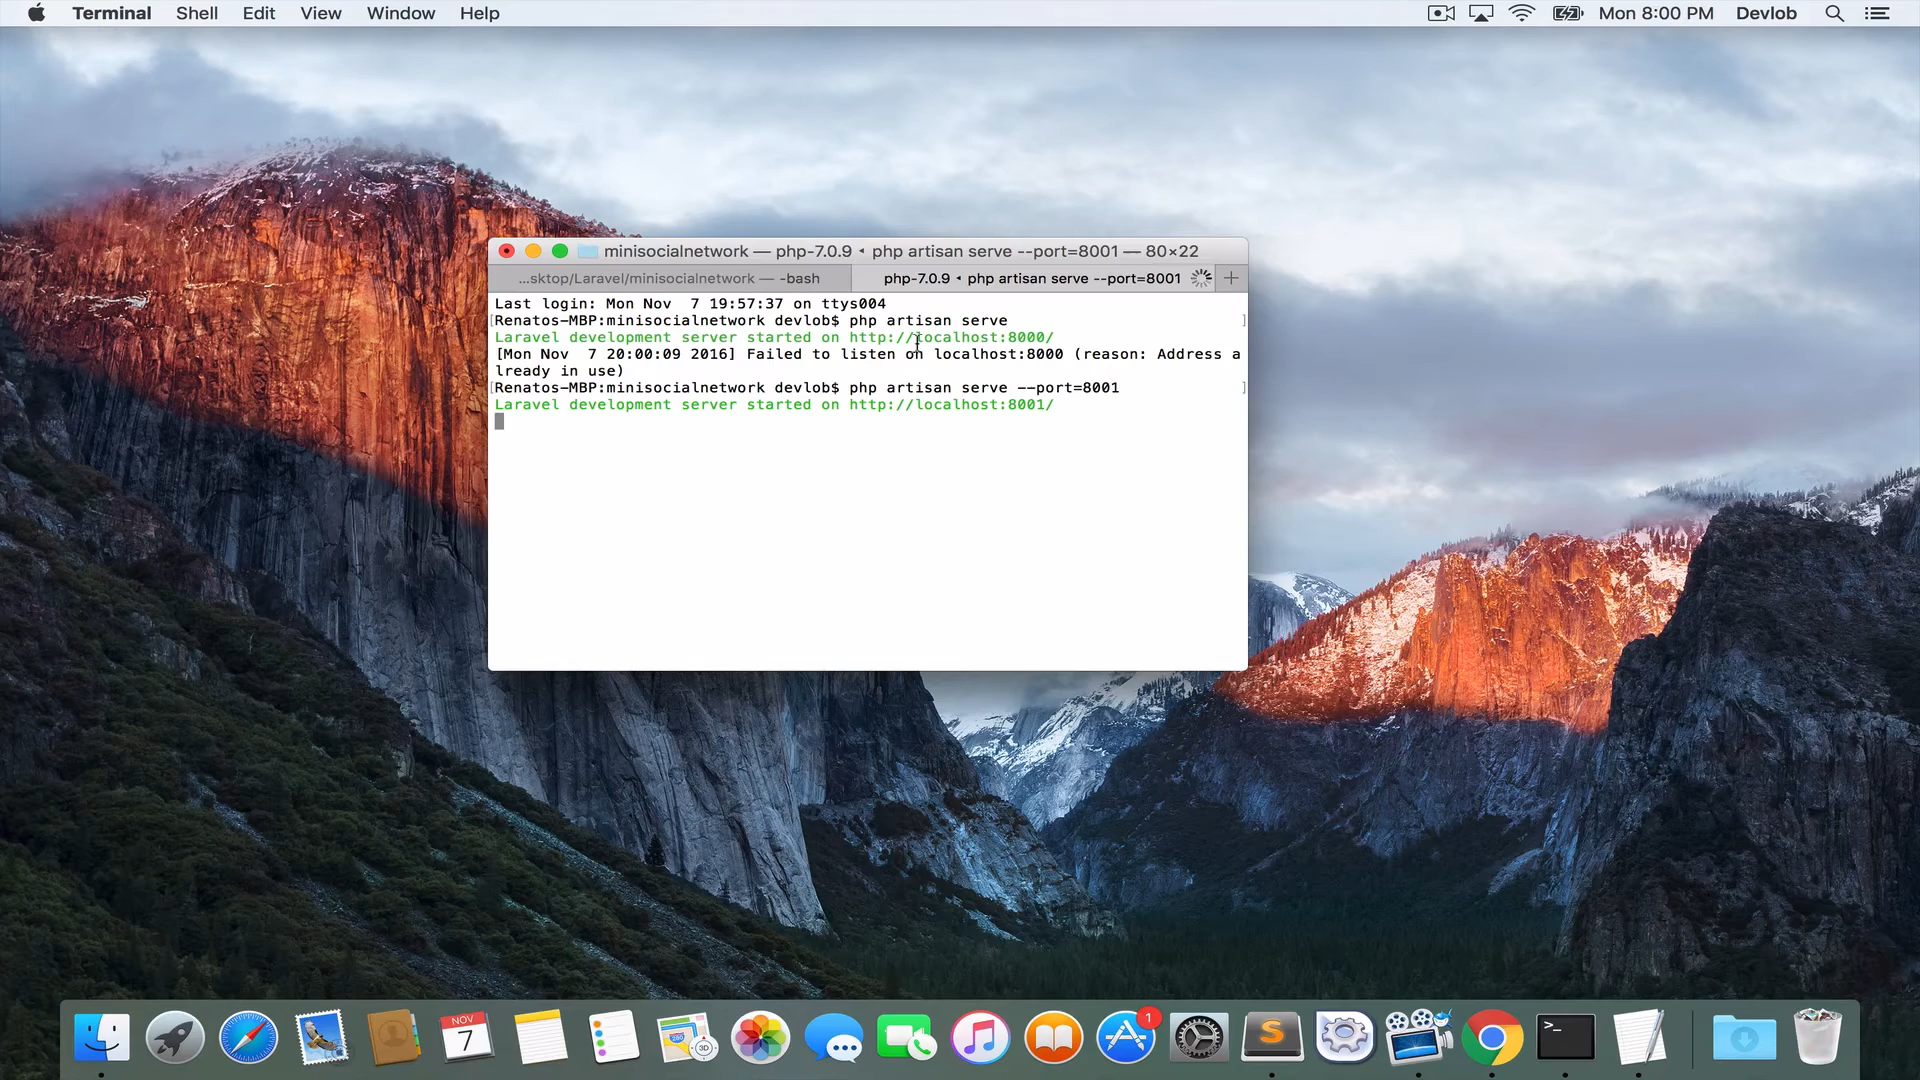 Terminal Shell Edit View Window Help Mon 8:00 PM Devlob
minisocialnetwork — php-7.0.9 ◂ php artisan serve --port=8001 — 80×22
...sktop/Laravel/minisocialnetwork — -bash
php-7.0.9 ◂ php artisan serve --port=8001 +
Last login: Mon Nov  7 19:57:37 on ttys004
[Renatos-MBP:minisocialnetwork devlob$ php artisan serve ]
Laravel development server started on http://localhost:8000/
[Mon Nov  7 20:00:09 2016] Failed to listen on localhost:8000 (reason: Address a
lready in use)
[Renatos-MBP:minisocialnetwork devlob$ php artisan serve --port=8001 ]
Laravel development server started on http://localhost:8001/
NOV
7
280
3D
1
S
>_